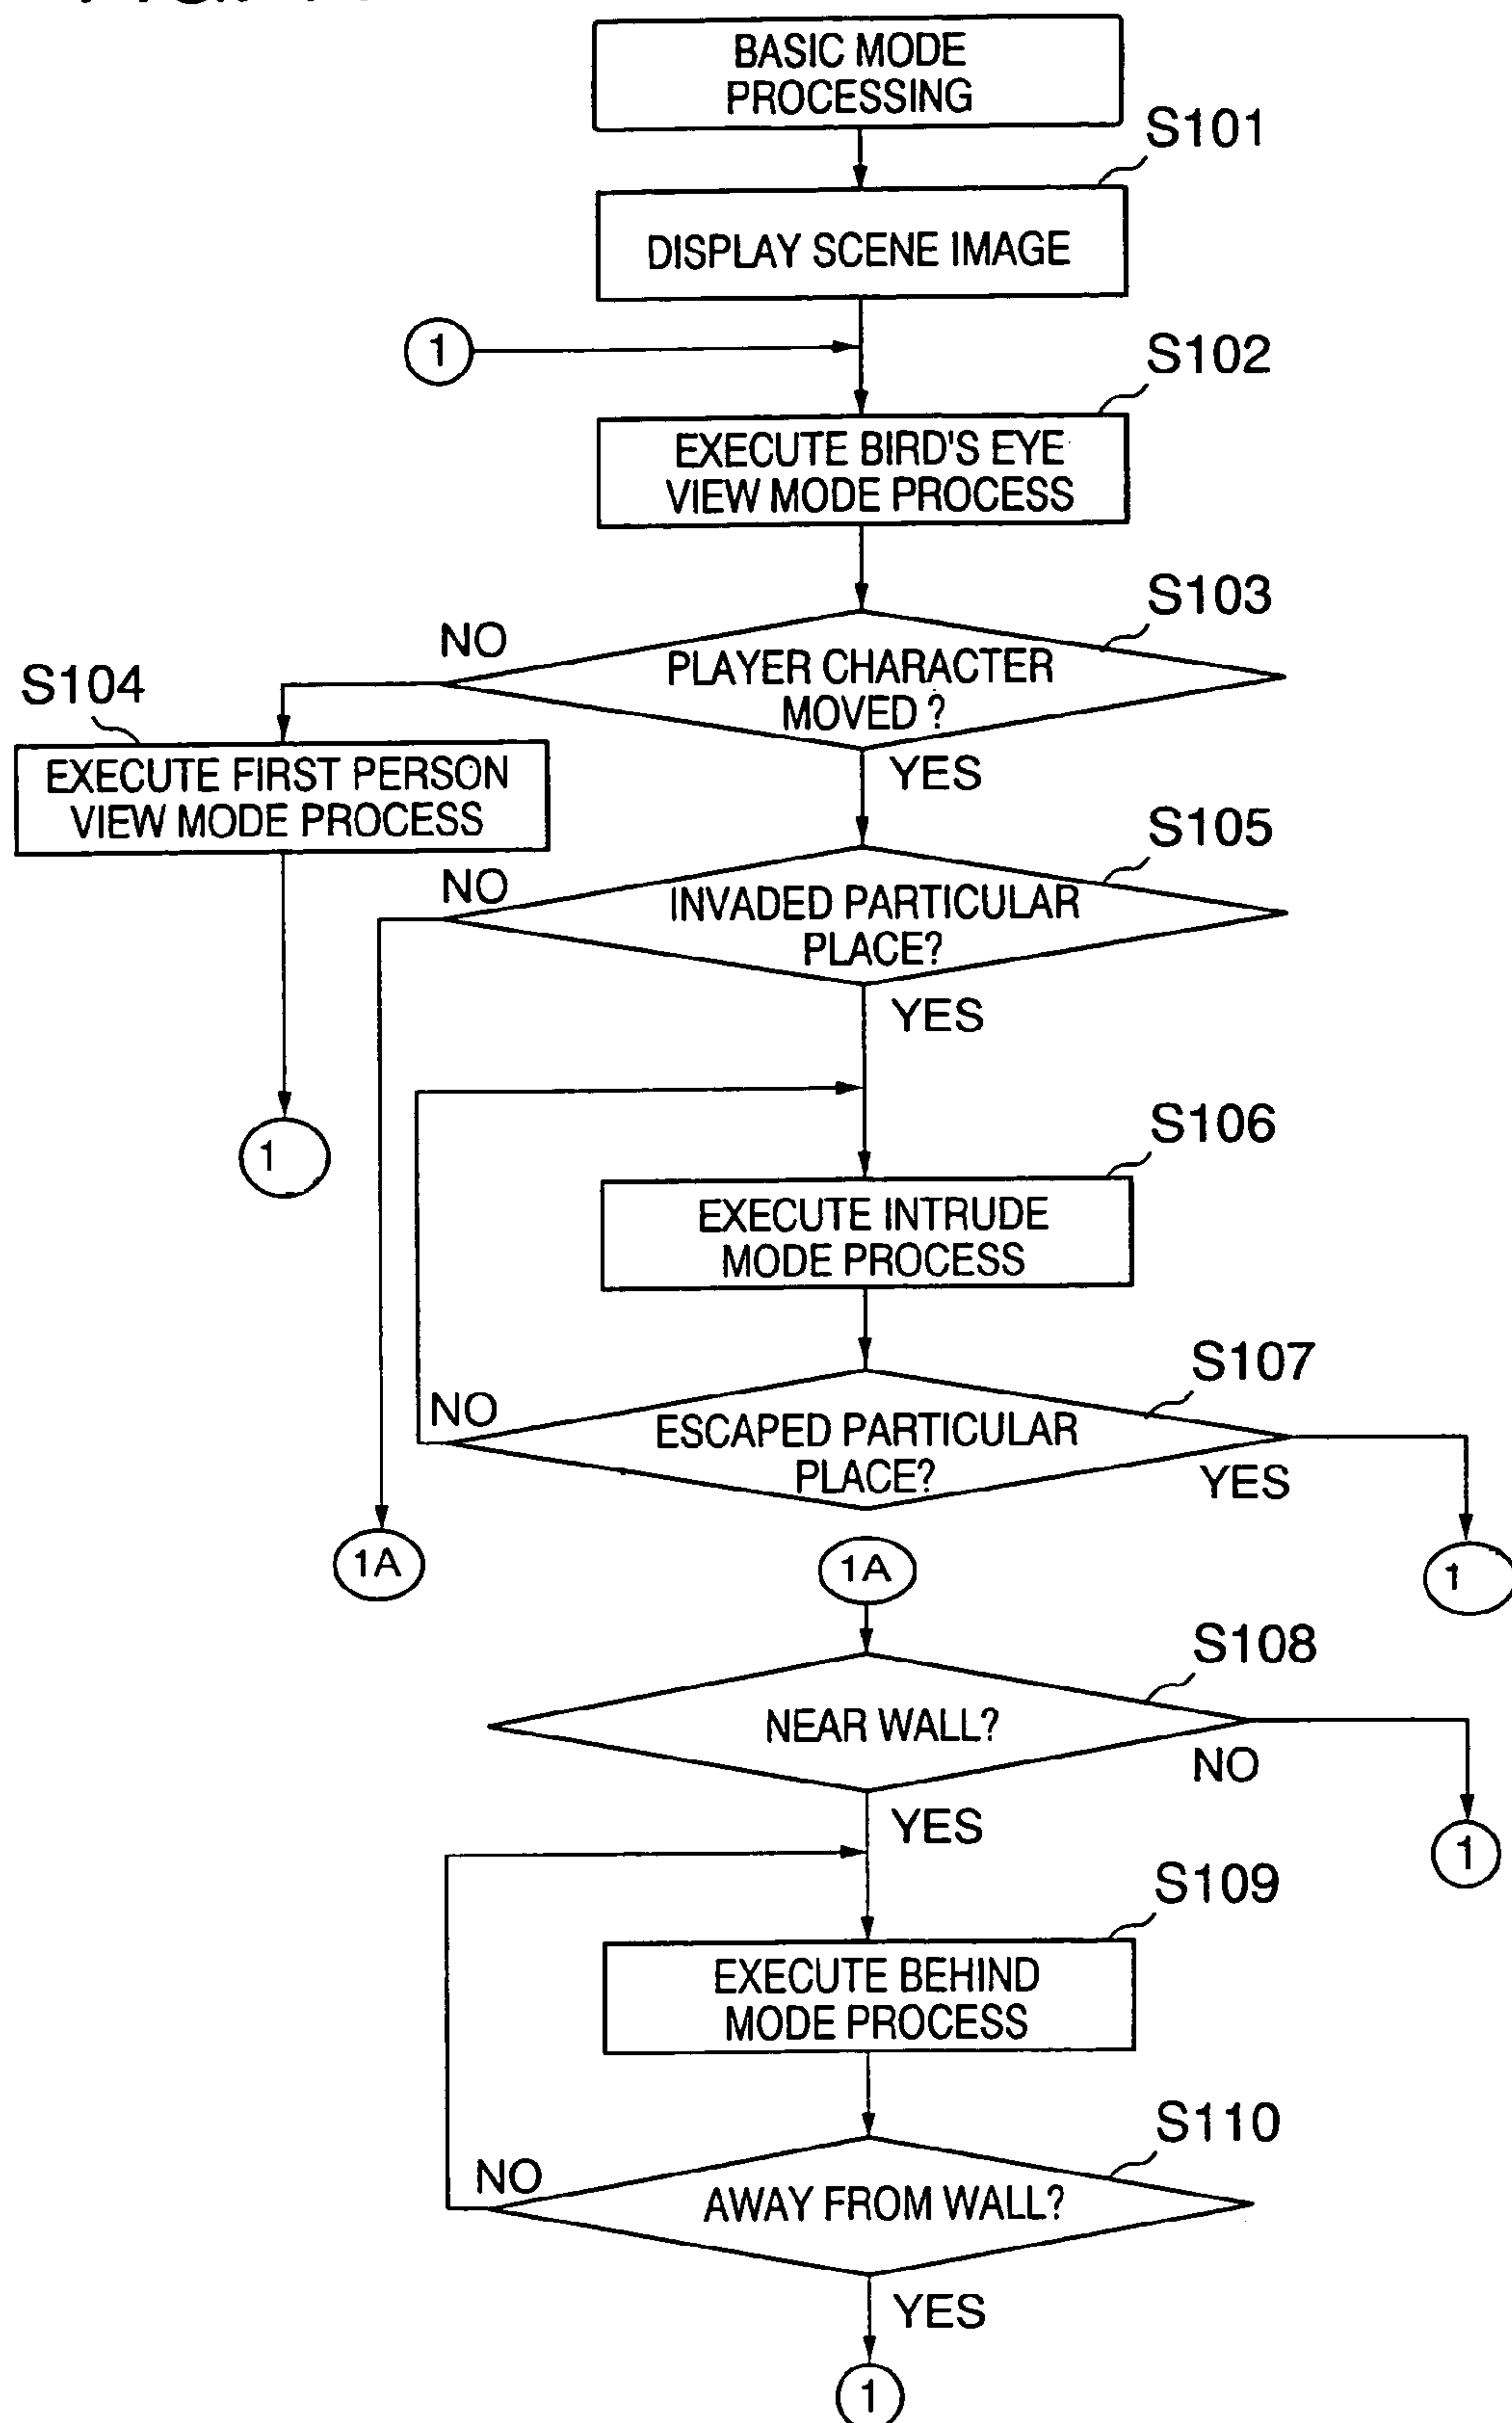 BASIC MODE
PROCESSING
S101
DISPLAY SCENE IMAGE
1
S102
EXECUTE BIRD'S EYE
VIEW MODE PROCESS
S103
NO
PLAYER CHARACTER
MOVED ?
S104
YES
EXECUTE FIRST PERSON
VIEW MODE PROCESS
S105
NO
INVADED PARTICULAR
PLACE?
YES
1
S106
EXECUTE INTRUDE
MODE PROCESS
S107
NO
ESCAPED PARTICULAR
PLACE?
YES
1A
1A
1
S108
NEAR WALL?
NO
YES
1
S109
EXECUTE BEHIND
MODE PROCESS
S110
NO
AWAY FROM WALL?
YES
1